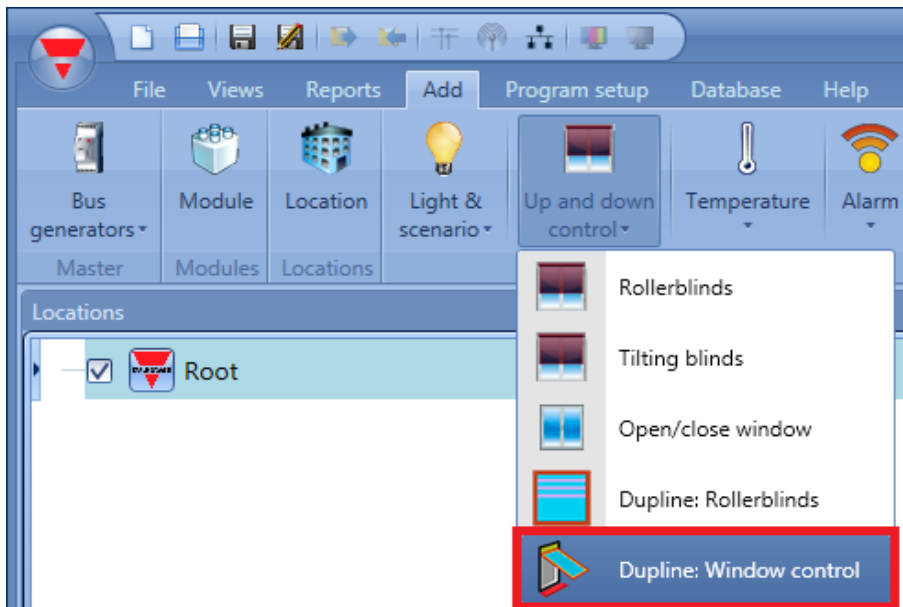 File Views Reports Add Program setup Database Help
Bus Module Location Light & Up and down Temperature Alarm
generators scenario control
Master Modules Locations
Locations
Root
Rollerblinds
Tilting blinds
Open/close window
Dupline: Rollerblinds
Dupline: Window control